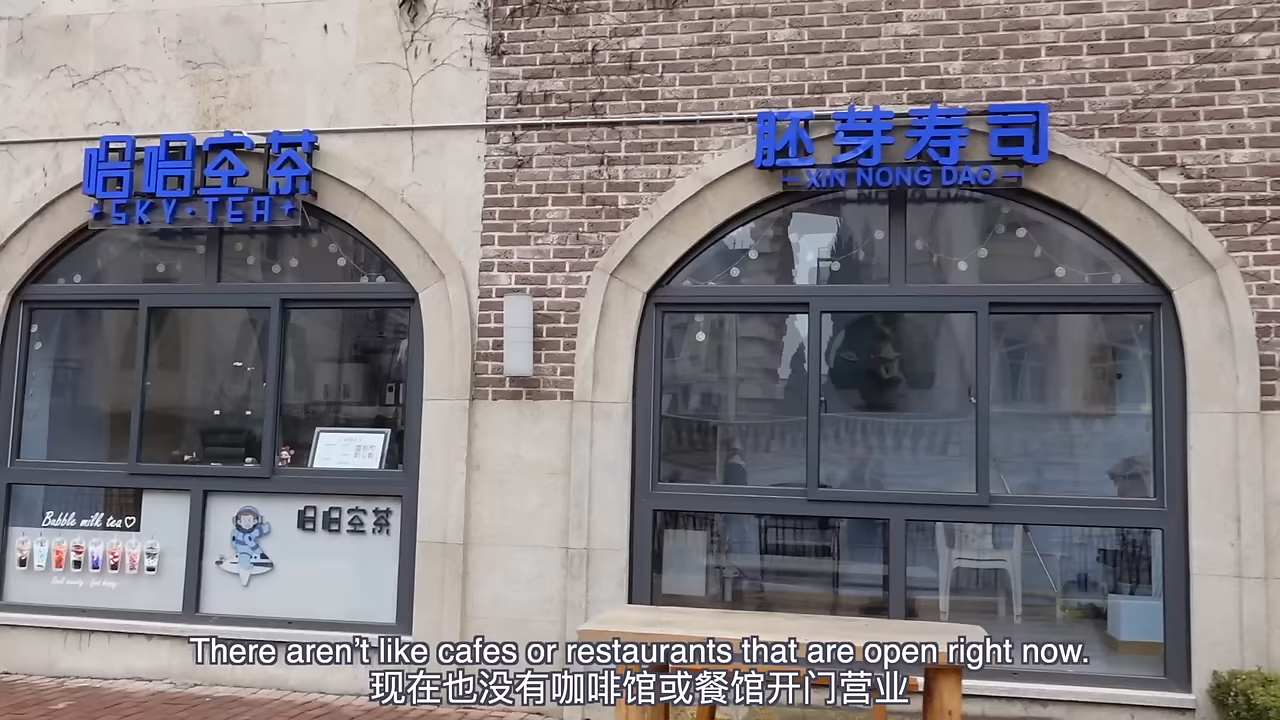 唱唱空茶
SKY·TEA
胚芽寿司
XIN NONG DAO
Bubble milk tea♡
唱唱空茶
There aren't like cafes or restaurants that are open right now.
现在也没有咖啡馆或餐馆开门营业